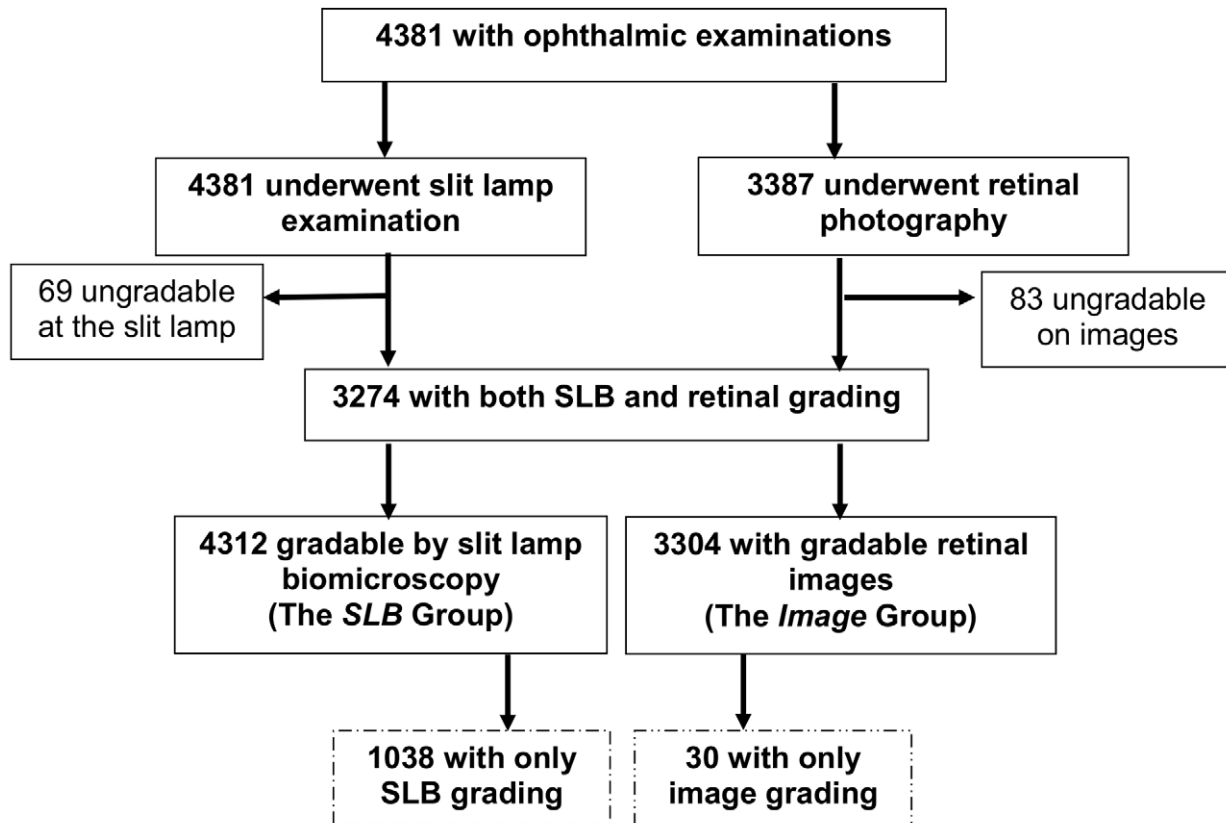 4381 with ophthalmic examinations
4381 underwent slit lamp
examination
3387 underwent retinal
photography
69 ungradable
at the slit lamp
83 ungradable
on images
3274 with both SLB and retinal grading
4312 gradable by slit lamp
biomicroscopy
(The SLB Group)
3304 with gradable retinal
images
(The Image Group)
1038 with only
SLB grading
30 with only
image grading